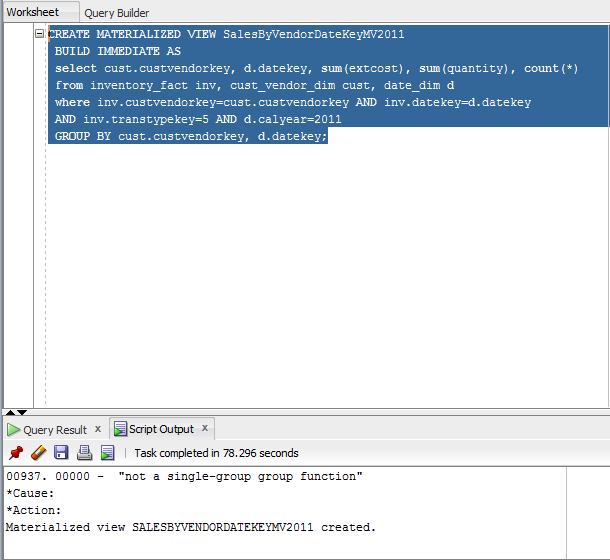 Worksheet Query Builder
CREATE MATERIALIZED VIEW SalesByVendorDateKeyMV2011
BUILD IMMEDIATE AS
select cust.custvendorkey, d.datekey, sum(extcost), sum(quantity), count(*)
from inventory_fact inv, cust_vendor_dim cust, date_dim d
where inv.custvendorkey=cust.custvendorkey AND inv.datekey=d.datekey
AND inv.transtypekey=5 AND d.calyear=2011
GROUP BY cust.custvendorkey, d.datekey;
Query Result x Script Output x
Task completed in 78.296 seconds
00937. 00000 - "not a single-group group function"
*Cause:
*Action:
Materialized view SALESBYVENDORDATEKEYMV2011 created.